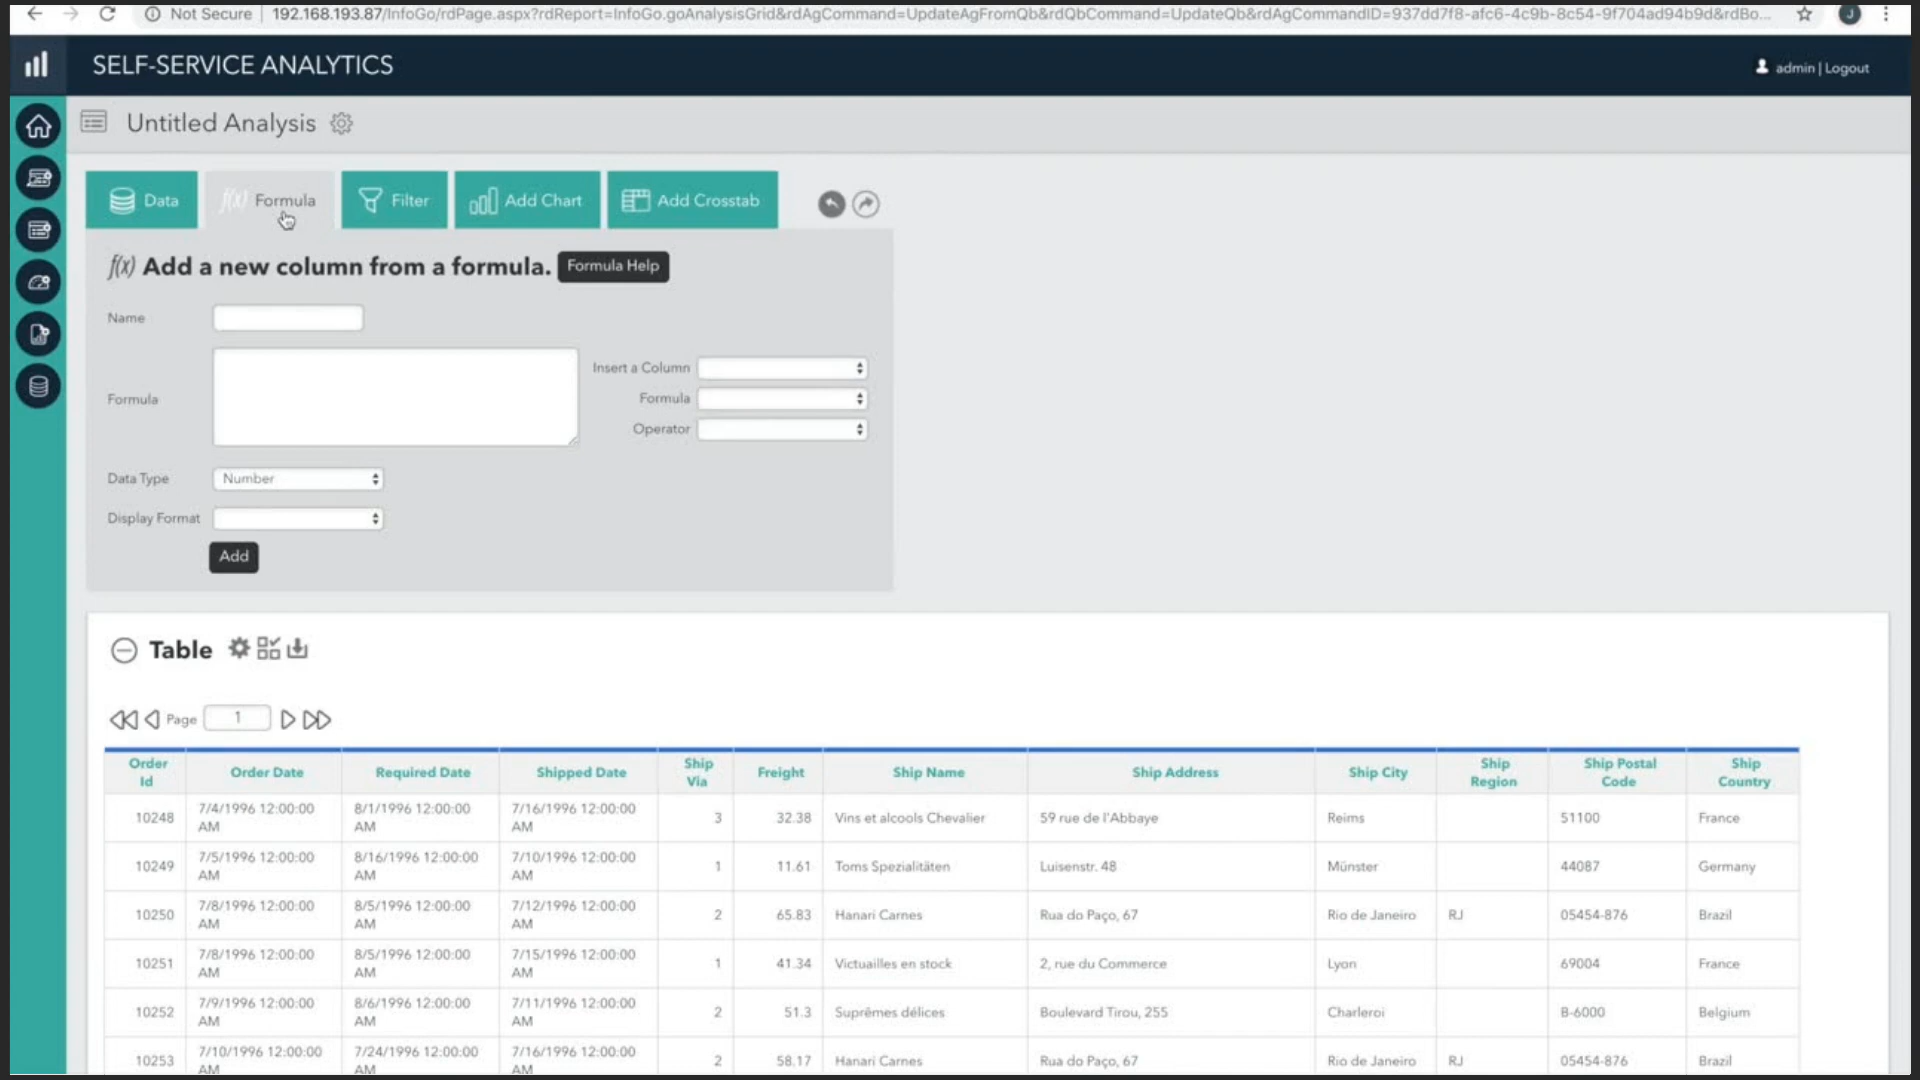 Not Secure | 192.168.193.87/InfoGo/rdPage.aspx?rdReport=InfoGo.goAnalysisGrid&rdAgCommand=UpdateAgFromQb&rdQbCommand=UpdateQb&rdAgCommandID=937dd7f8-afc6-4c9b-8c54-9f704ad94b9d&rdBo... J
SELF-SERVICE ANALYTICS
admin | Logout
Untitled Analysis
Data
f(x) Formula
Filter
Add Chart
Add Crosstab
f(x) Add a new column from a formula. Formula Help
Name
Formula
Insert a Column
Formula
Operator
Data Type Number
Display Format
Add
Table
Page 1
Order Id Order Date Required Date Shipped Date Ship Via Freight Ship Name Ship Address Ship City Ship Region Ship Postal Code Ship Country
10248 7/4/1996 12:00:00 AM 8/1/1996 12:00:00 AM 7/16/1996 12:00:00 AM 3 32.38 Vins et alcools Chevalier 59 rue de l'Abbaye Reims 51100 France
10249 7/5/1996 12:00:00 AM 8/16/1996 12:00:00 AM 7/10/1996 12:00:00 AM 1 11.61 Toms Spezialitäten Luisenstr. 48 Münster 44087 Germany
10250 7/8/1996 12:00:00 AM 8/5/1996 12:00:00 AM 7/12/1996 12:00:00 AM 2 65.83 Hanari Carnes Rua do Paço, 67 Rio de Janeiro RJ 05454-876 Brazil
10251 7/8/1996 12:00:00 AM 8/5/1996 12:00:00 AM 7/15/1996 12:00:00 AM 1 41.34 Victuailles en stock 2, rue du Commerce Lyon 69004 France
10252 7/9/1996 12:00:00 AM 8/6/1996 12:00:00 AM 7/11/1996 12:00:00 AM 2 51.3 Suprêmes délices Boulevard Tirou, 255 Charleroi B-6000 Belgium
10253 7/10/1996 12:00:00 AM 7/24/1996 12:00:00 AM 7/16/1996 12:00:00 AM 2 58.17 Hanari Carnes Rua do Paço, 67 Rio de Janeiro RJ 05454-876 Brazil